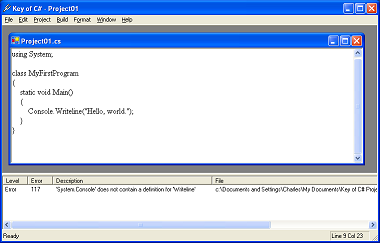 Key of C# - Project01
File Edit Project Build Format Window Help
Project01.cs
using System;
class MyFirstProgram
{
static void Main()
{
Console.Writeline("Hello, world.");
}
}
Level Error Description File
Error 117 'System.Console' does not contain a definition for 'Writeline' c:\Documents and Settings\Charles\My Documents\Key of C# Proje
Ready Line 9 Col 23